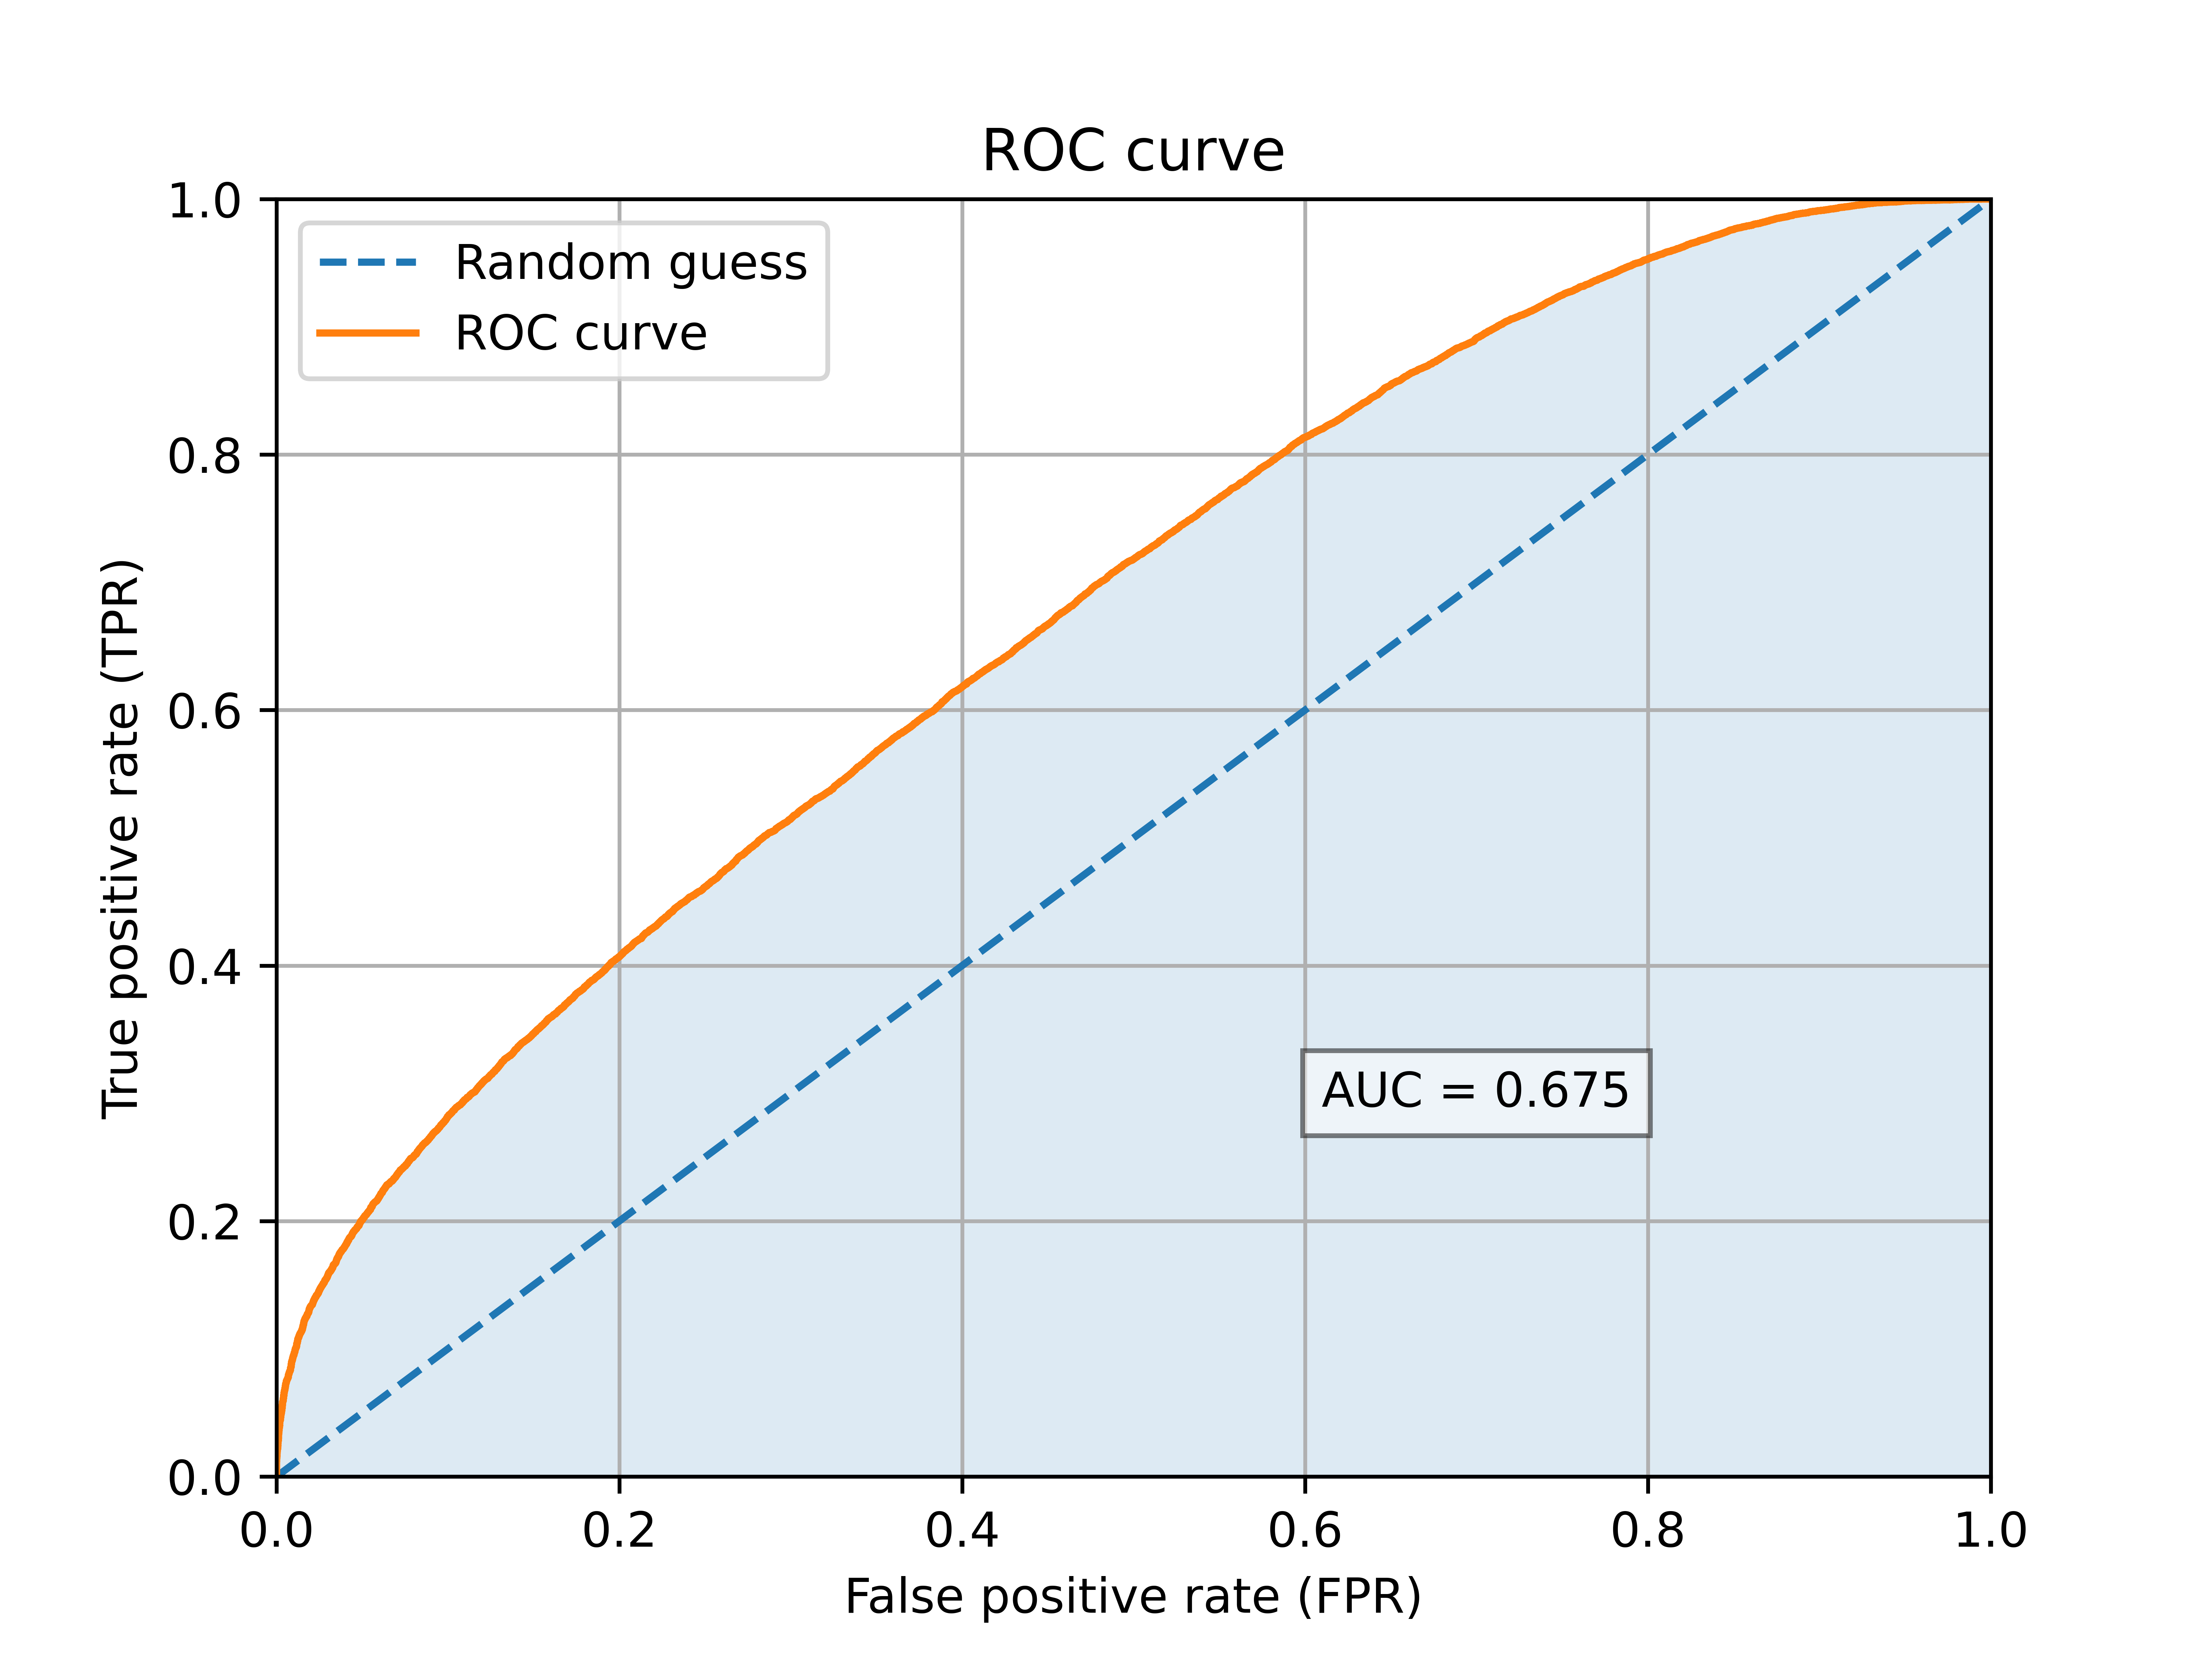 ROC curve
1.0
Random guess
ROC curve
0.8
0.6
0.4
0.2
0.0
True positive rate (TPR)
AUC = 0.675
0.0 0.2 0.4 0.6 0.8 1.0
False positive rate (FPR)